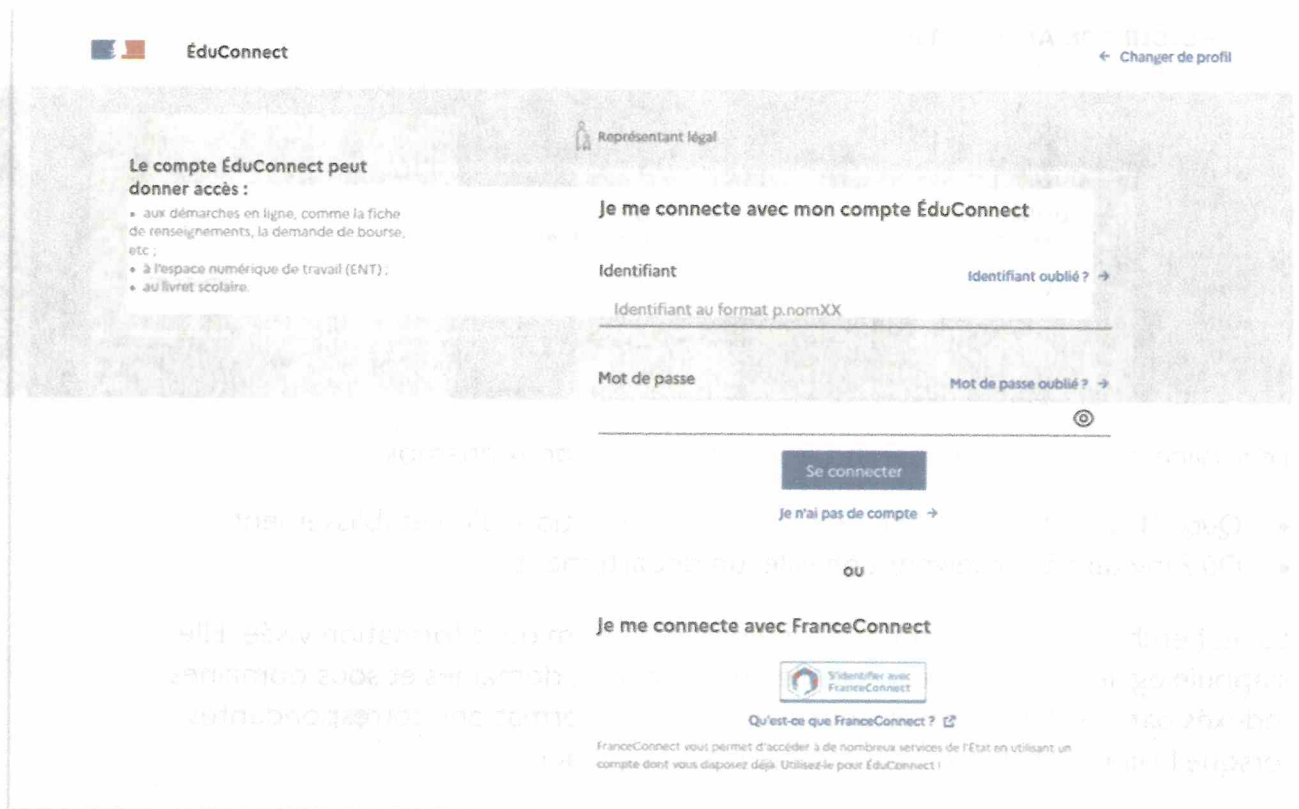 ÉduConnect
← Changer de profil
Représentant légal
Le compte ÉduConnect peut
donner accès :
• aux démarches en ligne, comme la fiche
de renseignements, la demande de bourse,
etc ;
• à l'espace numérique de travail (ENT) ;
• au livret scolaire.
Je me connecte avec mon compte ÉduConnect
Identifiant
Identifiant oublié ? →
Identifiant au format p.nomXX
Mot de passe
Mot de passe oublié ? →
Se connecter
Je n'ai pas de compte →
OU
Je me connecte avec FranceConnect
S'identifier avec
FranceConnect
Qu'est-ce que FranceConnect ?
FranceConnect vous permet d'accéder à de nombreux services de l'État en utilisant un
compte dont vous disposez déjà. Utilisez-le pour ÉduConnect !